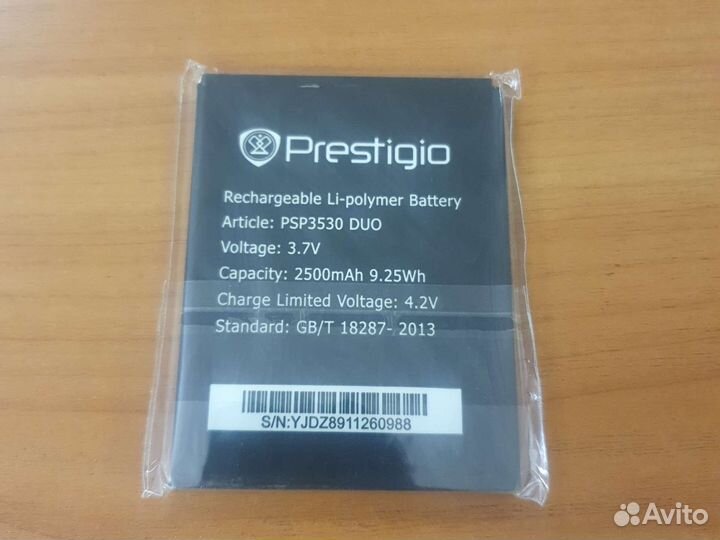 Prestigio
Rechargeable Li-polymer Battery
Article: PSP3530 DUO
Voltage: 3.7V
Capacity: 2500mAh 9.25Wh
Charge Limited Voltage: 4.2V
Standard: GB/T 18287- 2013
S/N:YJDZ8911260988
Avito